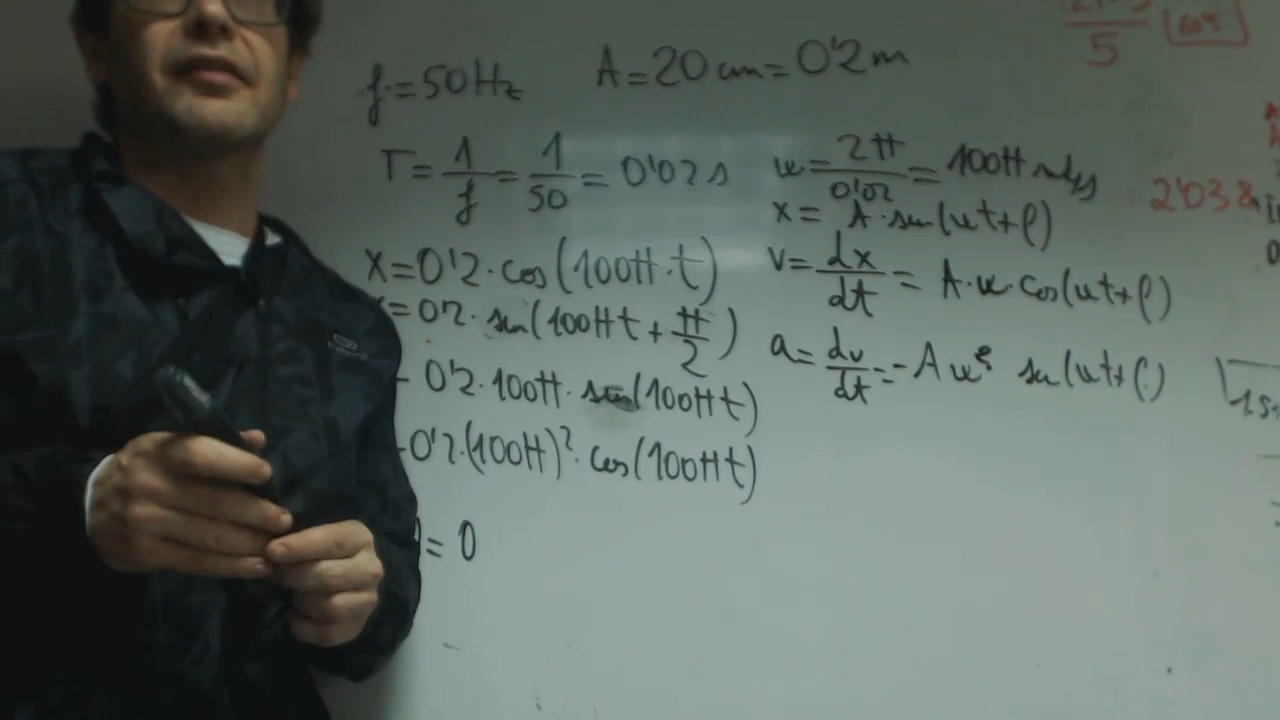 f = 50 Hz A = 20 cm = 0'2 m
T = 1/f = 1/50 = 0'02 s
ω = 2π/0'02 = 100π rad/s
x = 0'2 · cos(100π · t)
x = A · sen(ωt + φ)
= 0'2 · sen(100πt + π/2)
v = dx/dt = A · ω · cos(ωt + φ)
- 0'2 · 100π · sen(100πt)
a = dv/dt = - A ω² sen(ωt + φ)
- 0'2 · (100π)² · cos(100πt)
) = 0
5
2'038